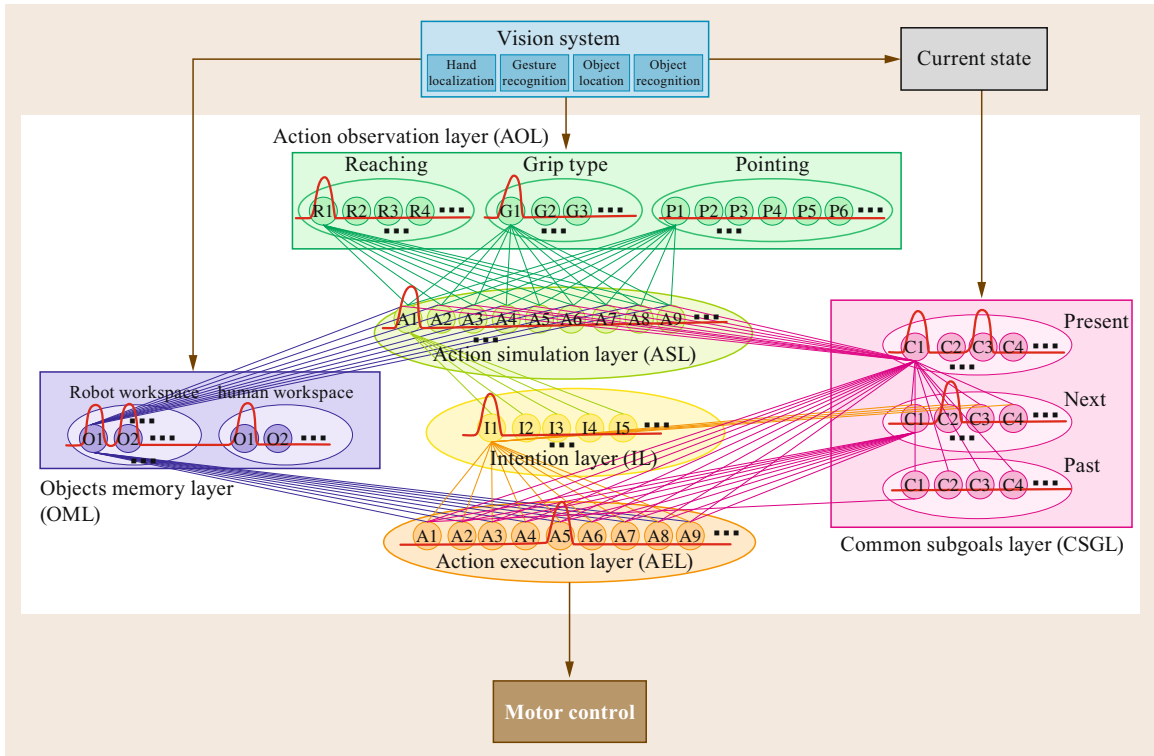 Vision system
Hand localization
Gesture recognition
Object location
Object recognition
Current state
Action observation layer (AOL)
Reaching
Grip type
Pointing
R1 R2 R3 R4 ...
...
G1 G2 G3 ...
...
P1 P2 P3 P4 P5 P6 ...
...
A1 A2 A3 A4 A5 A6 A7 A8 A9 ...
...
Action simulation layer (ASL)
Present
C1 C2 C3 C4 ...
...
Next
C1 C2 C3 C4 ...
...
Past
C1 C2 C3 C4 ...
Common subgoals layer (CSGL)
Robot workspace
human workspace
...
O1 O2 ...
...
O1 O2 ...
Objects memory layer
(OML)
I1 I2 I3 I4 I5 ...
...
Intention layer (IL)
A1 A2 A3 A4 A5 A6 A7 A8 A9 ...
Action execution layer (AEL)
Motor control